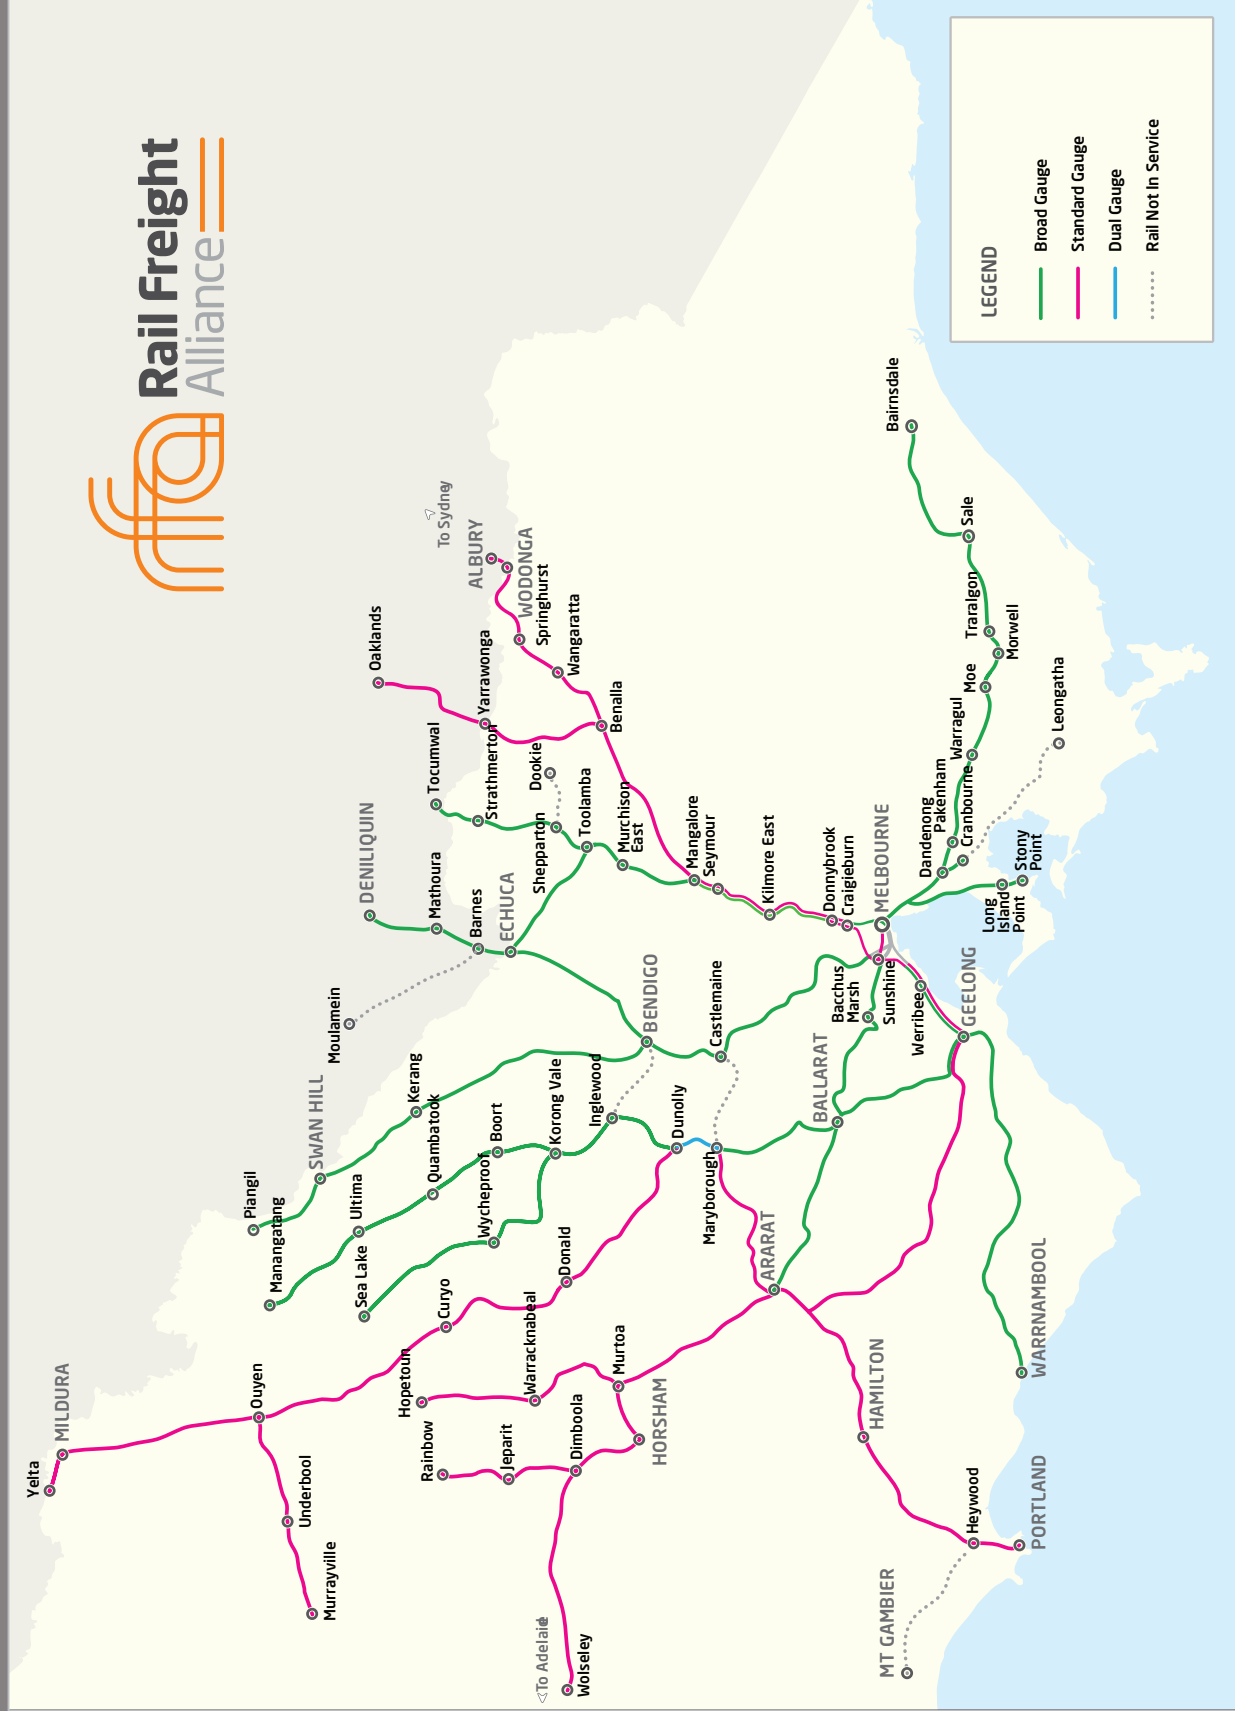 Rail Freight
Alliance
LEGEND
Broad Gauge
Standard Gauge
Dual Gauge
Rail Not In Service
Yelta
MILDURA
Ouyen
Underbool
Murrayville
Piangil
Manangatang
SWAN HILL
Ultima
Sea Lake
Kerang
Quambatook
Boort
Wycheproof
Korong Vale
Inglewood
Curyo
Donald
Dunolly
Maryborough
Hopetoun
Warracknabeal
Murtoa
Rainbow
Jeparit
Dimboola
HORSHAM
To Adelaide
Wolseley
ARARAT
HAMILTON
Heywood
PORTLAND
MT GAMBIER
WARRNAMBOOL
Moulamein
DENILIQUIN
Mathoura
Barnes
ECHUCA
BENDIGO
Castlemaine
BALLARAT
Bacchus
Marsh
Sunshine
Werribee
GEELONG
MELBOURNE
Tocumwal
Strathmerton
Dookie
Shepparton
Toolamba
Murchison
East
Mangalore
Seymour
Kilmore East
Donnybrook
Craigieburn
Oaklands
Yarrawonga
To Sydney
ALBURY
WODONGA
Springhurst
Wangaratta
Benalla
Dandenong
Pakenham
Cranbourne
Warragul
Moe
Morwell
Traralgon
Sale
Bairnsdale
Leongatha
Long
Island
Point
Stony
Point